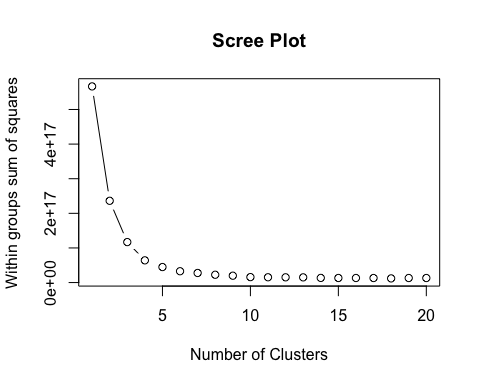 Scree Plot
Within groups sum of squares
4e+17
2e+17
0e+00
5
10
15
20
Number of Clusters